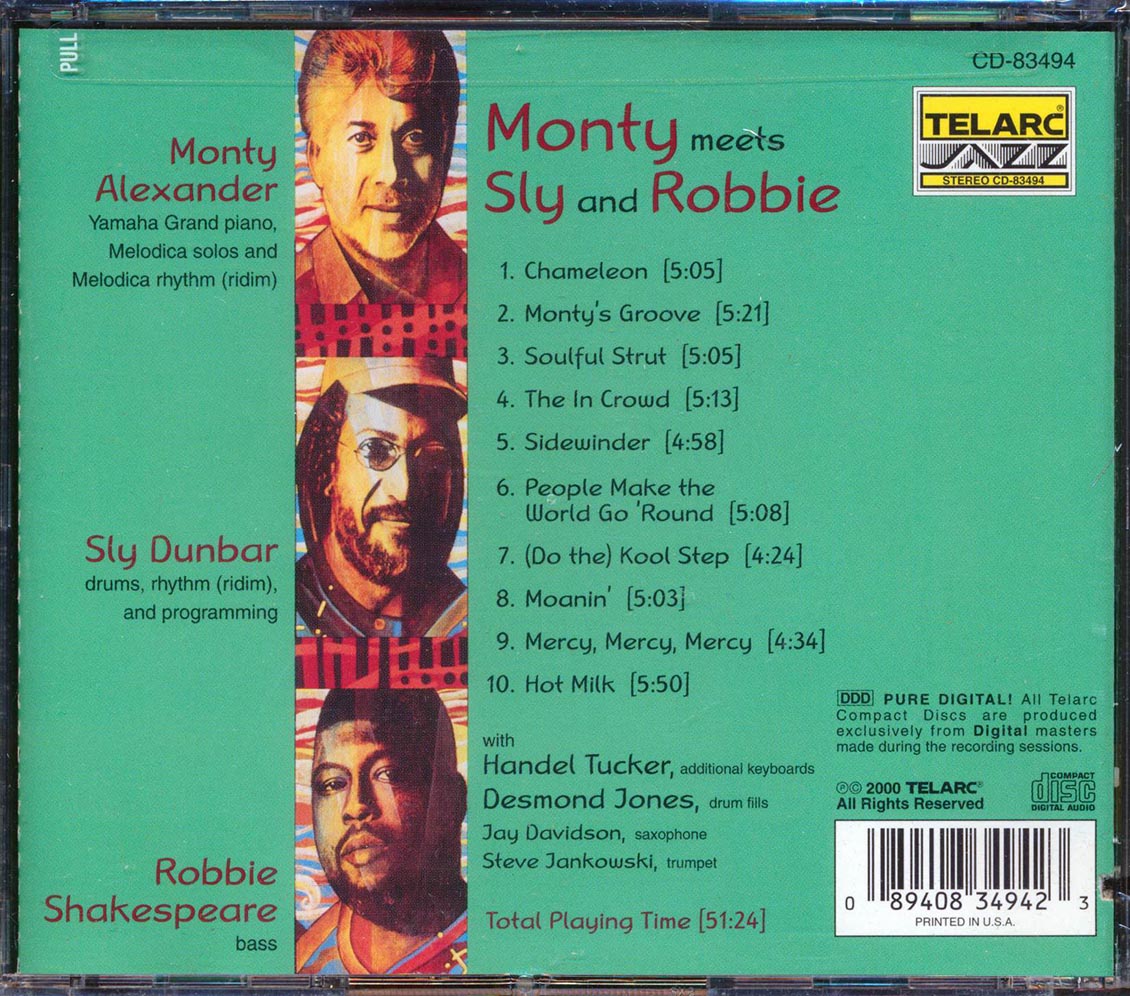 PULL
CD-83494
TELARC®
JAZZ
STEREO CD-83494
Monty
Alexander
Yamaha Grand piano,
Melodica solos and
Melodica rhythm (ridim)
Sly Dunbar
drums, rhythm (ridim),
and programming
Robbie
Shakespeare
bass
Monty meets
Sly and Robbie
1. Chameleon [5:05]
2. Monty's Groove [5:21]
3. Soulful Strut [5:05]
4. The In Crowd [5:13]
5. Sidewinder [4:58]
6. People Make the
World Go 'Round [5:08]
7. (Do the) Kool Step [4:24]
8. Moanin' [5:03]
9. Mercy, Mercy, Mercy [4:34]
10. Hot Milk [5:50]
with
Handel Tucker, additional keyboards
Desmond Jones, drum fills
Jay Davidson, saxophone
Steve Jankowski, trumpet
Total Playing Time [51:24]
DDD PURE DIGITAL! All Telarc
Compact Discs are produced
exclusively from Digital masters
made during the recording sessions.
℗© 2000 TELARC®
All Rights Reserved
COMPACT
disc
DIGITAL AUDIO
0 89408 34942 3
PRINTED IN U.S.A.